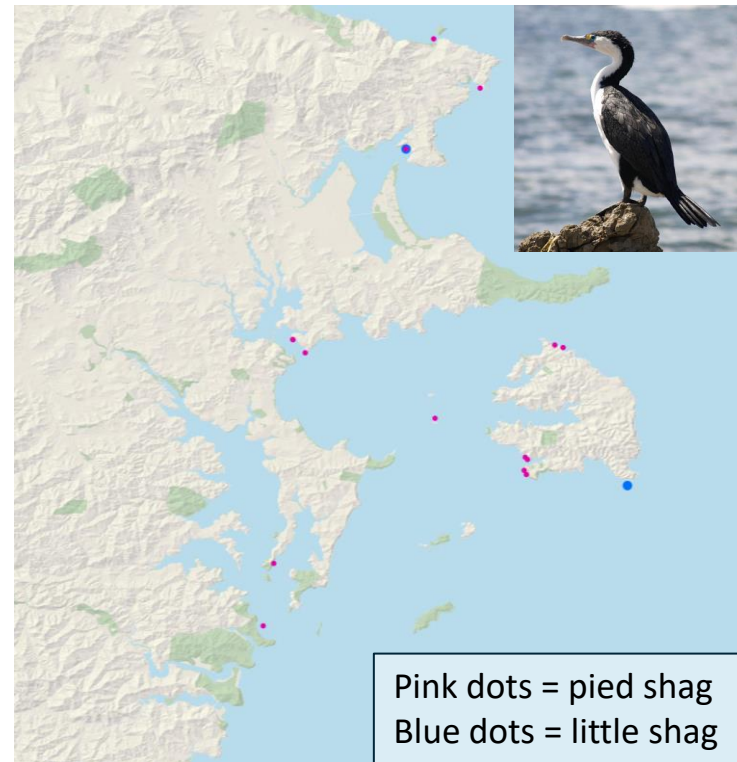 Pink dots = pied shag
Blue dots = little shag